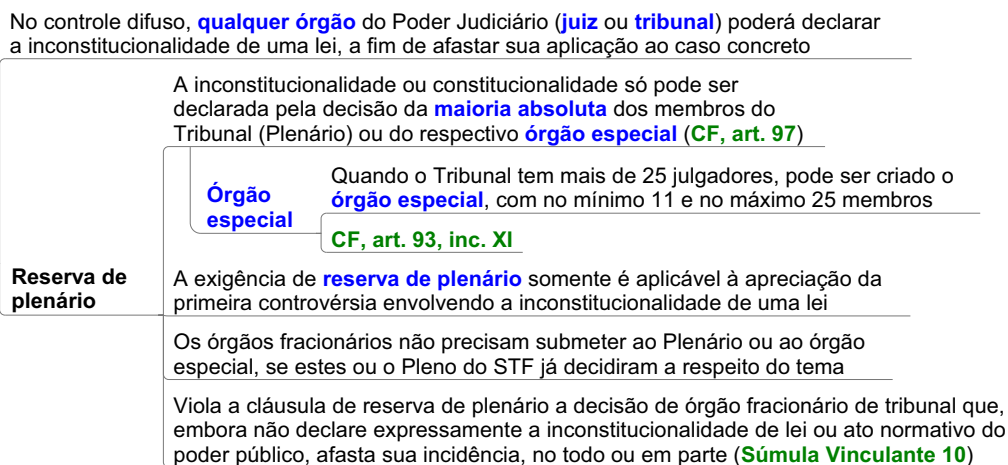 No controle difuso, qualquer órgão do Poder Judiciário (juiz ou tribunal) poderá declarar
a inconstitucionalidade de uma lei, a fim de afastar sua aplicação ao caso concreto
Reserva de
plenário
A inconstitucionalidade ou constitucionalidade só pode ser
declarada pela decisão da maioria absoluta dos membros do
Tribunal (Plenário) ou do respectivo órgão especial (CF, art. 97)
Órgão
especial
Quando o Tribunal tem mais de 25 julgadores, pode ser criado o
órgão especial, com no mínimo 11 e no máximo 25 membros
CF, art. 93, inc. XI
A exigência de reserva de plenário somente é aplicável à apreciação da
primeira controvérsia envolvendo a inconstitucionalidade de uma lei
Os órgãos fracionários não precisam submeter ao Plenário ou ao órgão
especial, se estes ou o Pleno do STF já decidiram a respeito do tema
Viola a cláusula de reserva de plenário a decisão de órgão fracionário de tribunal que,
embora não declare expressamente a inconstitucionalidade de lei ou ato normativo do
poder público, afasta sua incidência, no todo ou em parte (Súmula Vinculante 10)